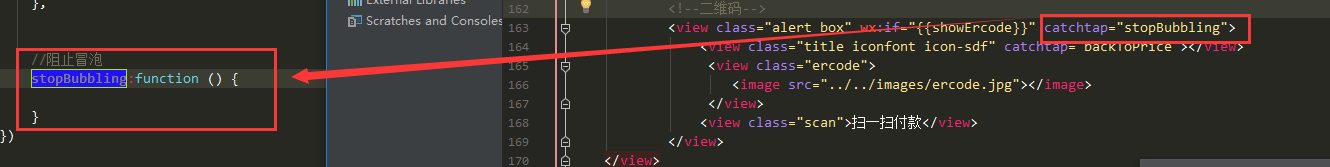 },
//阻止冒泡
stopBubbling:function () {
}
})
External Libraries
Scratches and Consoles
162 <!--二维码-->
163 <view class="alert box" wx:if="{{showErcode}}" catchtap="stopBubbling">
164 <view class="title iconfont icon-sdf" catchtap="backToPrice"></view>
165 <view class="ercode">
166 <image src="../../images/ercode.jpg"></image>
167 </view>
168 <view class="scan">扫一扫付款</view>
169 </view>
170 </view>